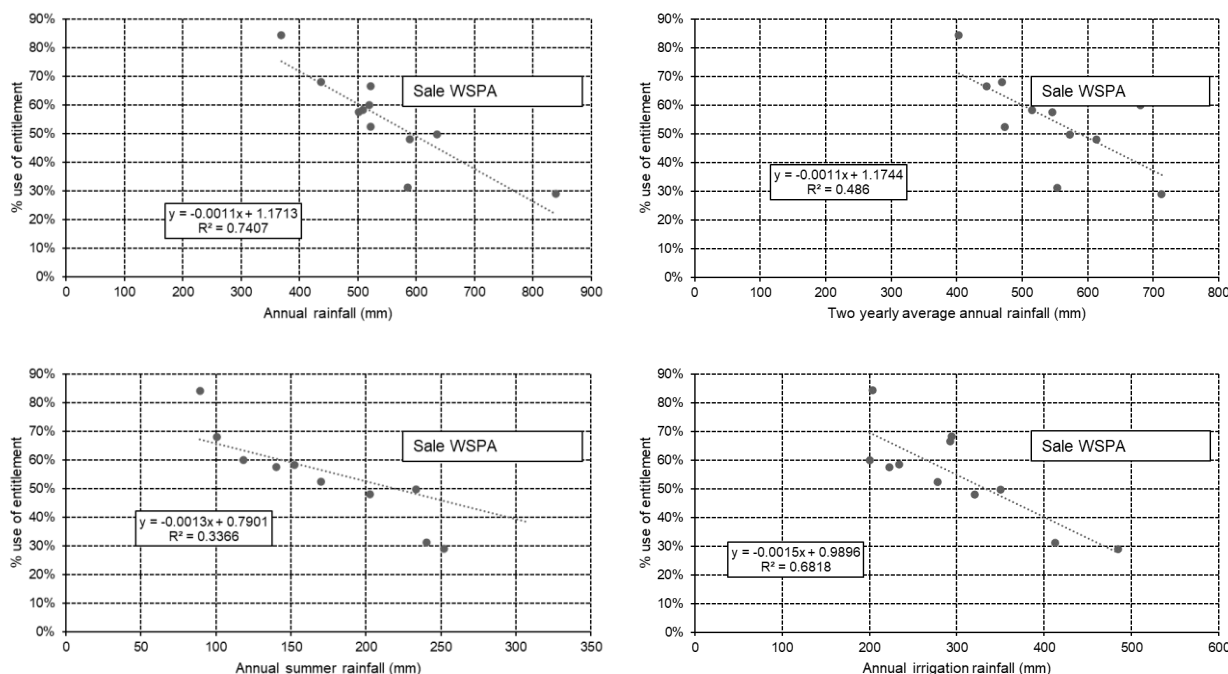 90%
80%
70%
60%
50%
40%
30%
20%
10%
0%
% use of entitlement
Sale WSPA
y = -0.0011x + 1.1713
R² = 0.7407
0 100 200 300 400 500 600 700 800 900
Annual rainfall (mm)
90%
80%
70%
60%
50%
40%
30%
20%
10%
0%
% use of entitlement
Sale WSPA
y = -0.0011x + 1.1744
R² = 0.486
0 100 200 300 400 500 600 700 800
Two yearly average annual rainfall (mm)
90%
80%
70%
60%
50%
40%
30%
20%
10%
0%
% use of entitlement
Sale WSPA
y = -0.0013x + 0.7901
R² = 0.3366
0 50 100 150 200 250 300 350
Annual summer rainfall (mm)
90%
80%
70%
60%
50%
40%
30%
20%
10%
0%
% use of entitlement
Sale WSPA
y = -0.0015x + 0.9896
R² = 0.6818
0 100 200 300 400 500 600
Annual irrigation rainfall (mm)